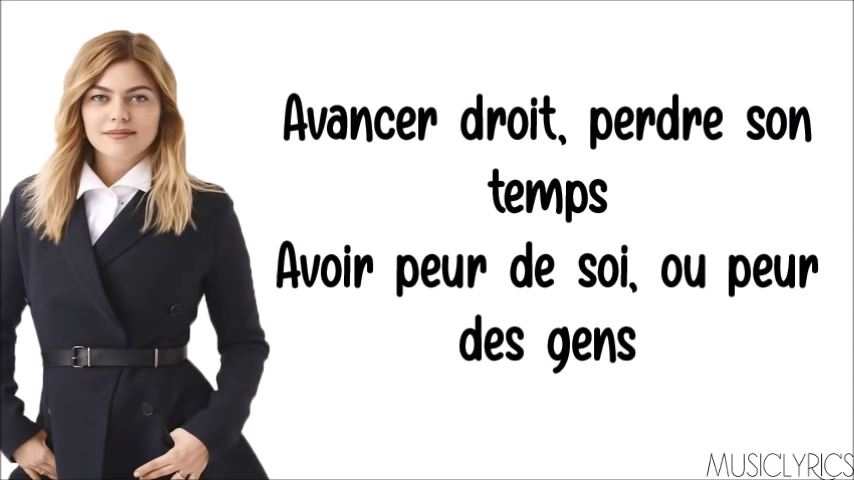 Avancer droit, perdre son
temps
Avoir peur de soi, ou peur
des gens
MUSICLYRICS